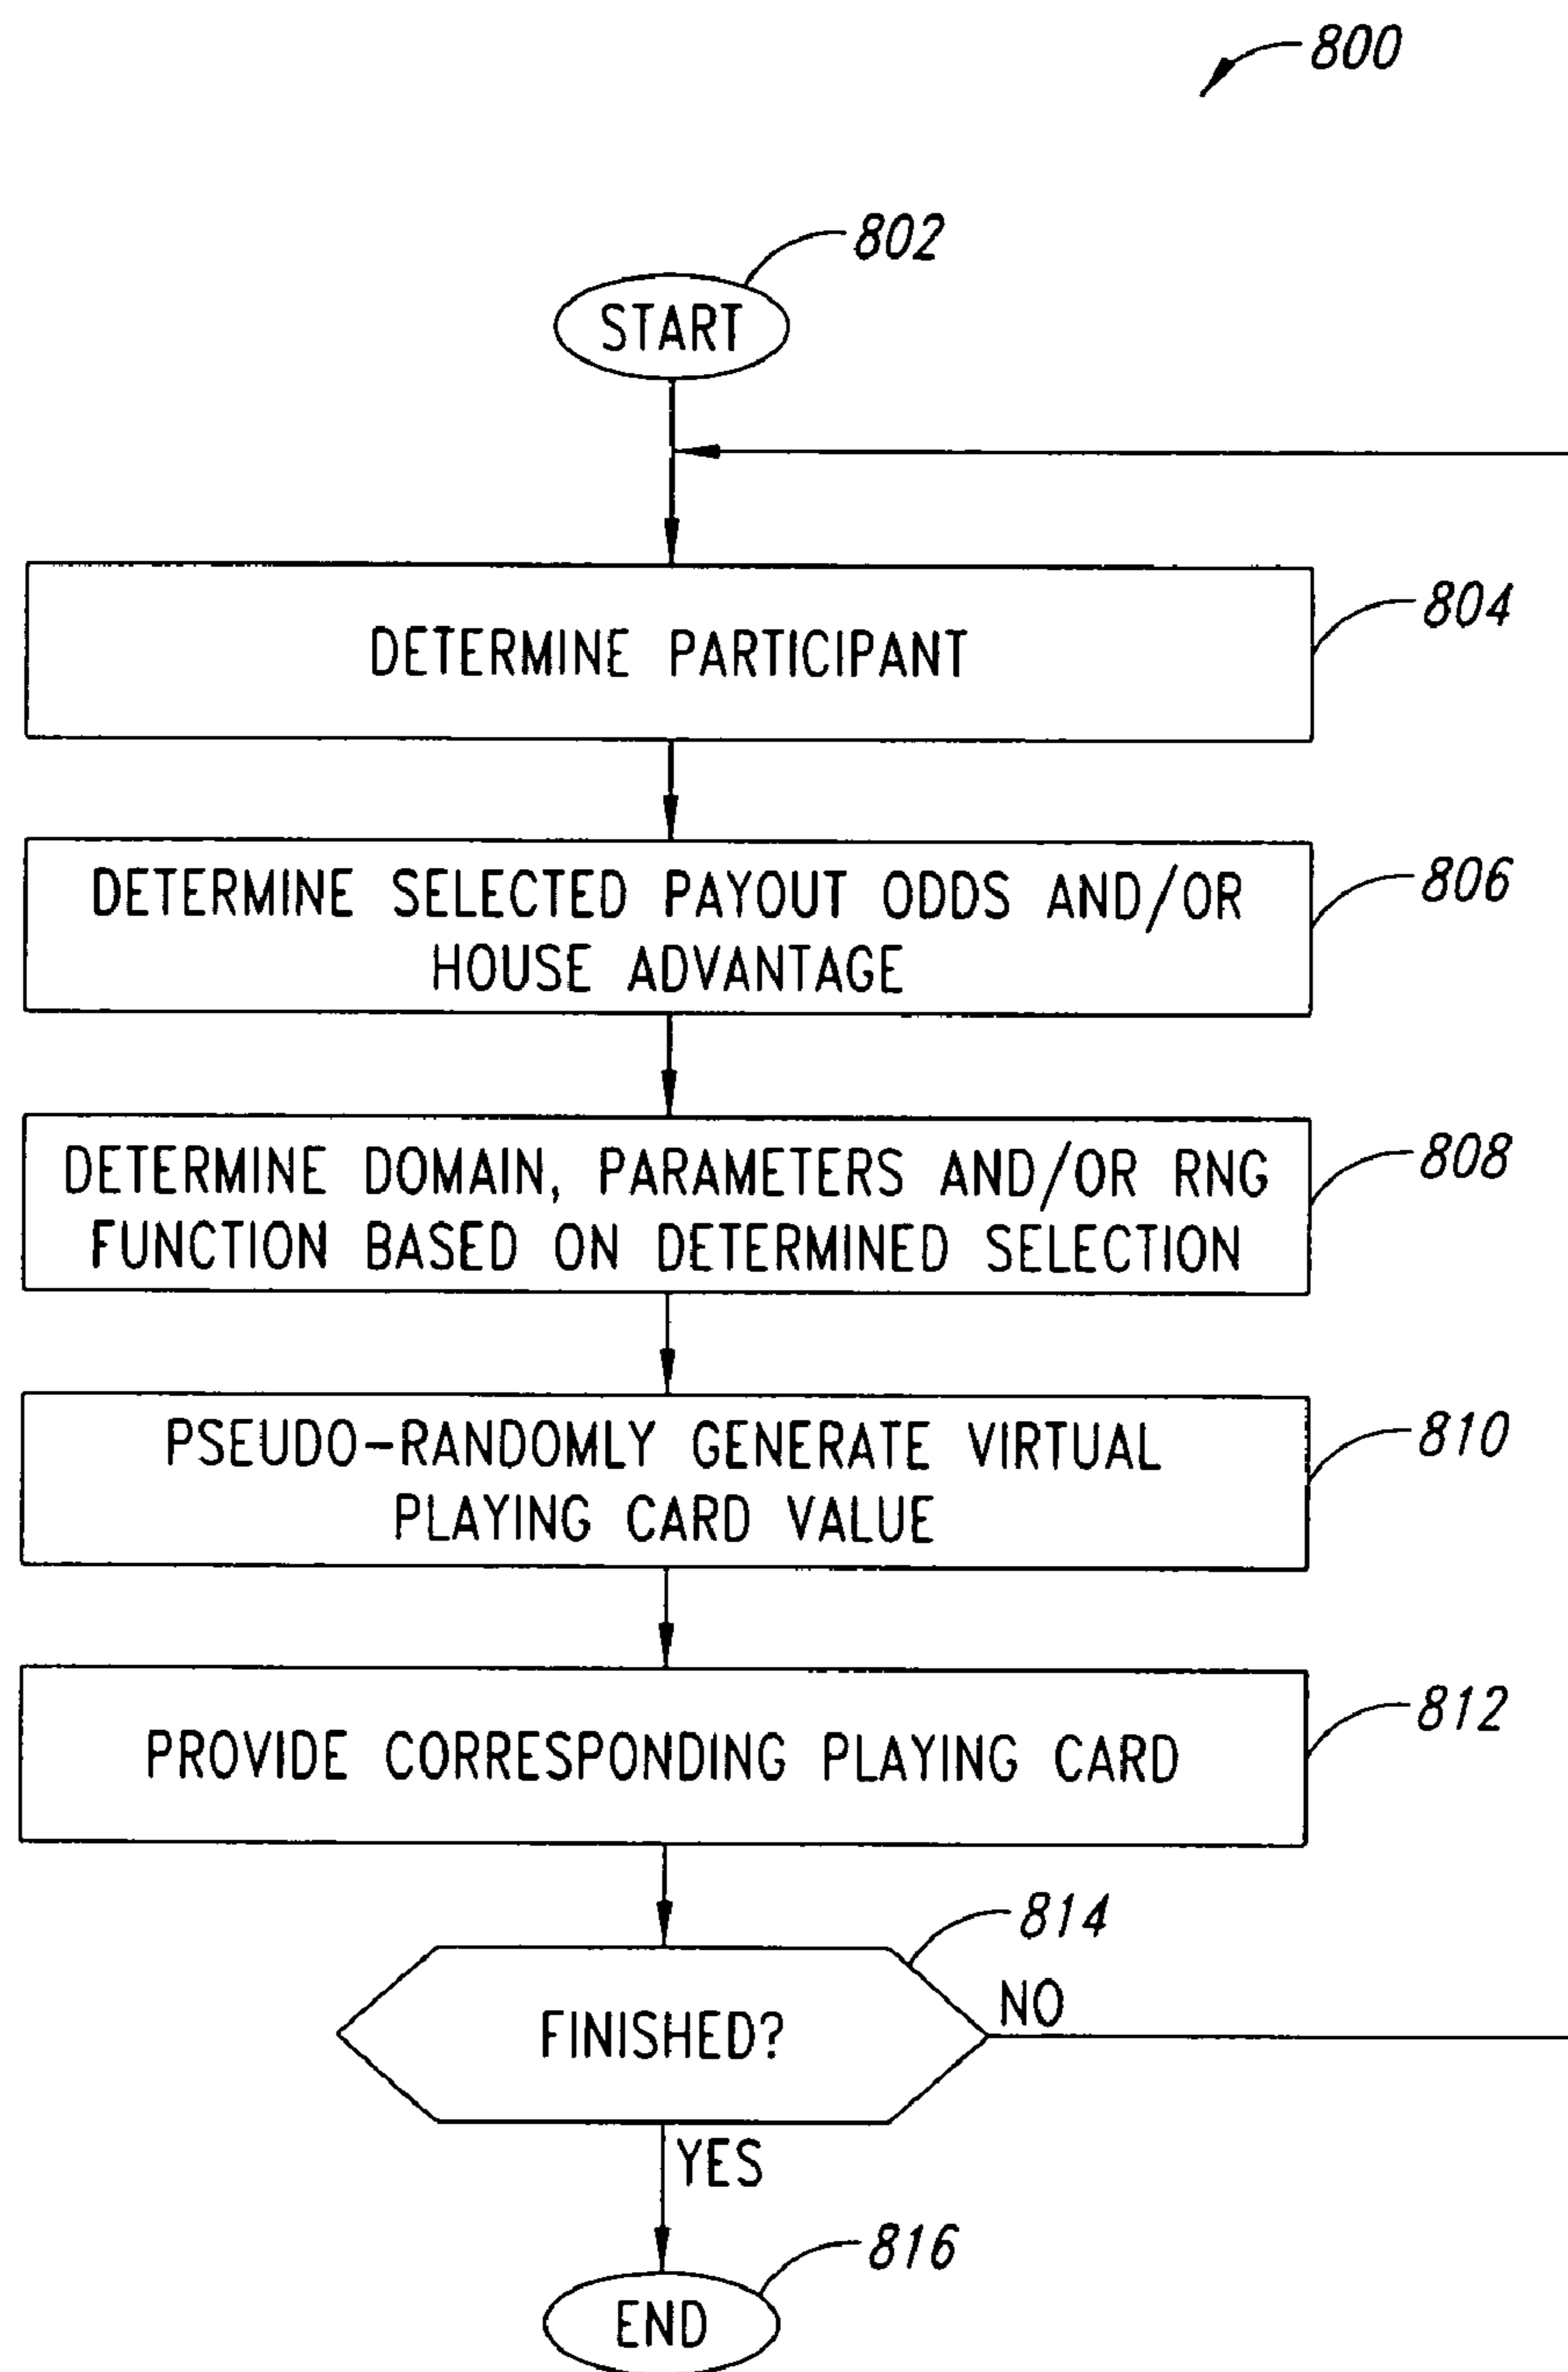 800
802
START
804
DETERMINE PARTICIPANT
806
DETERMINE SELECTED PAYOUT ODDS AND/OR
HOUSE ADVANTAGE
808
DETERMINE DOMAIN, PARAMETERS AND/OR RNG
FUNCTION BASED ON DETERMINED SELECTION
810
PSEUDO-RANDOMLY GENERATE VIRTUAL
PLAYING CARD VALUE
812
PROVIDE CORRESPONDING PLAYING CARD
814
NO
FINISHED?
YES
816
END